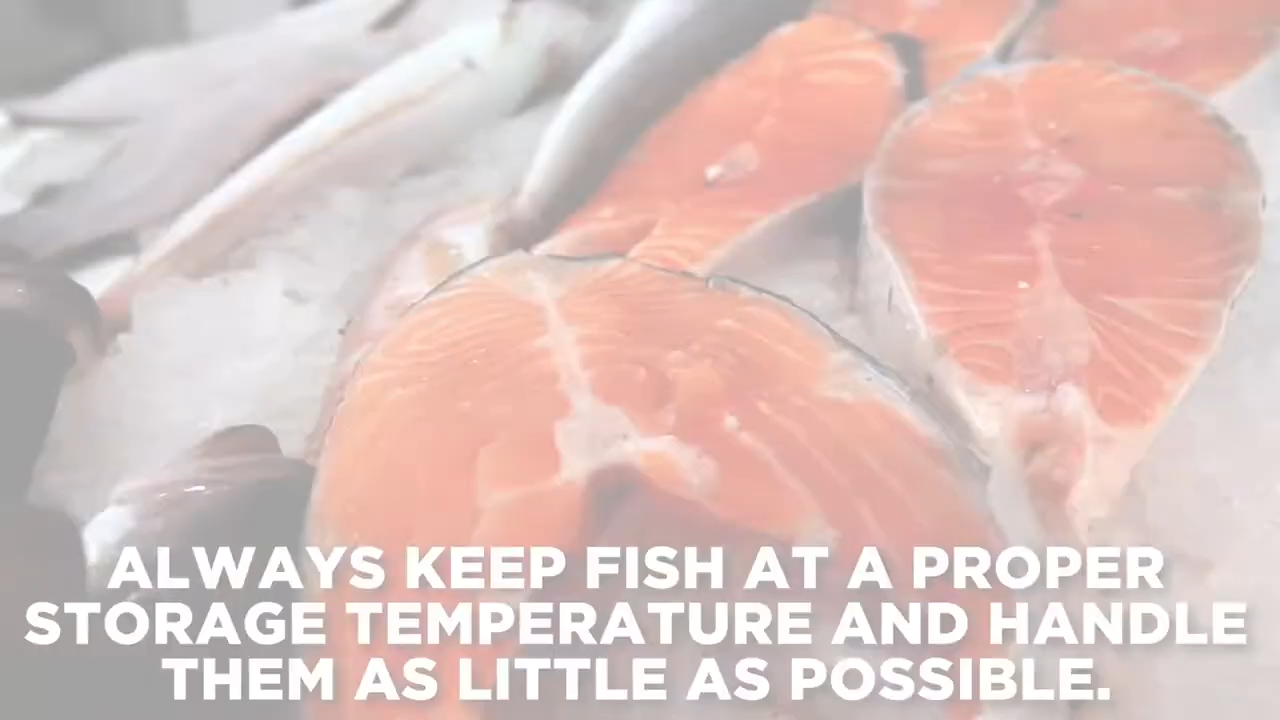 ALWAYS KEEP FISH AT A PROPER
STORAGE TEMPERATURE AND HANDLE
THEM AS LITTLE AS POSSIBLE.